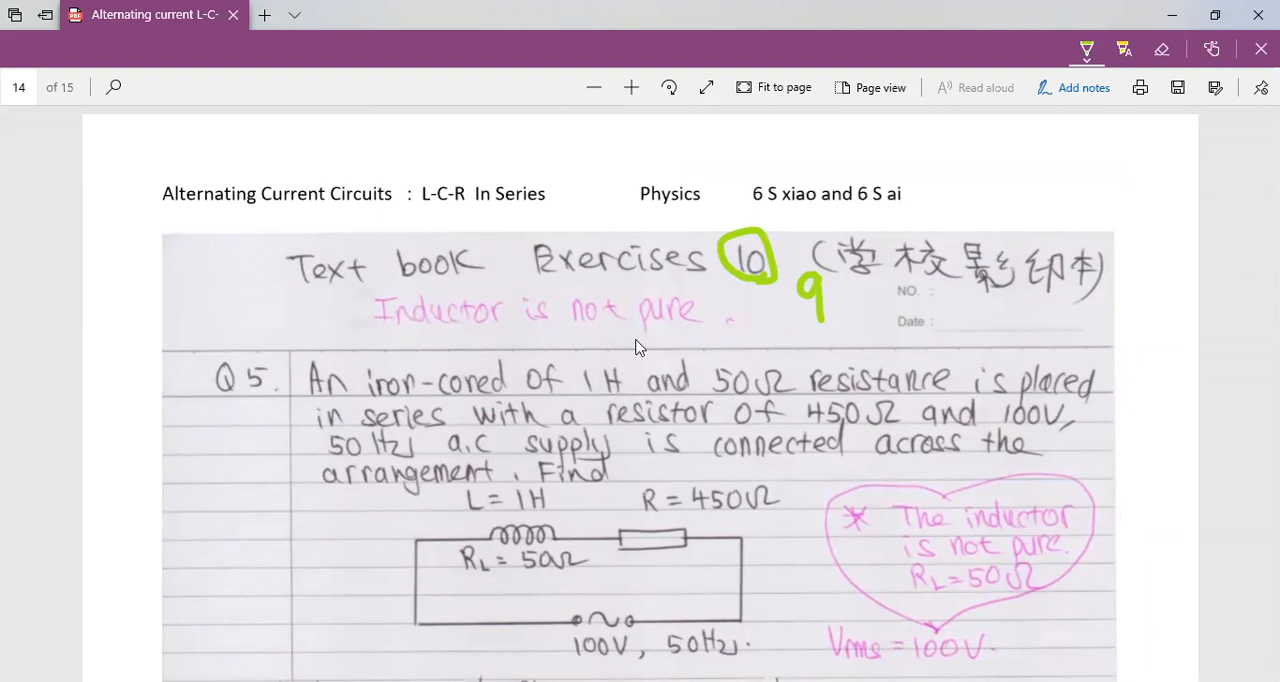 Alternating current L-C-
14 of 15 Fit to page Page view Read aloud Add notes
Alternating Current Circuits : L-C-R In Series Physics 6 S xiao and 6 S ai
Text book Exercises 10 (学校影印本)
9
NO. :
Inductor is not pure.
Date :
Q5. An iron-cored of 1H and 50Ω resistance is placed
in series with a resistor of 450Ω and 100V,
50Hz a.c supply is connected across the
arrangement. Find
L = 1H R = 450Ω
* The inductor
is not pure.
RL = 50Ω
RL = 50Ω
100V, 50Hz.
Vrms = 100V.